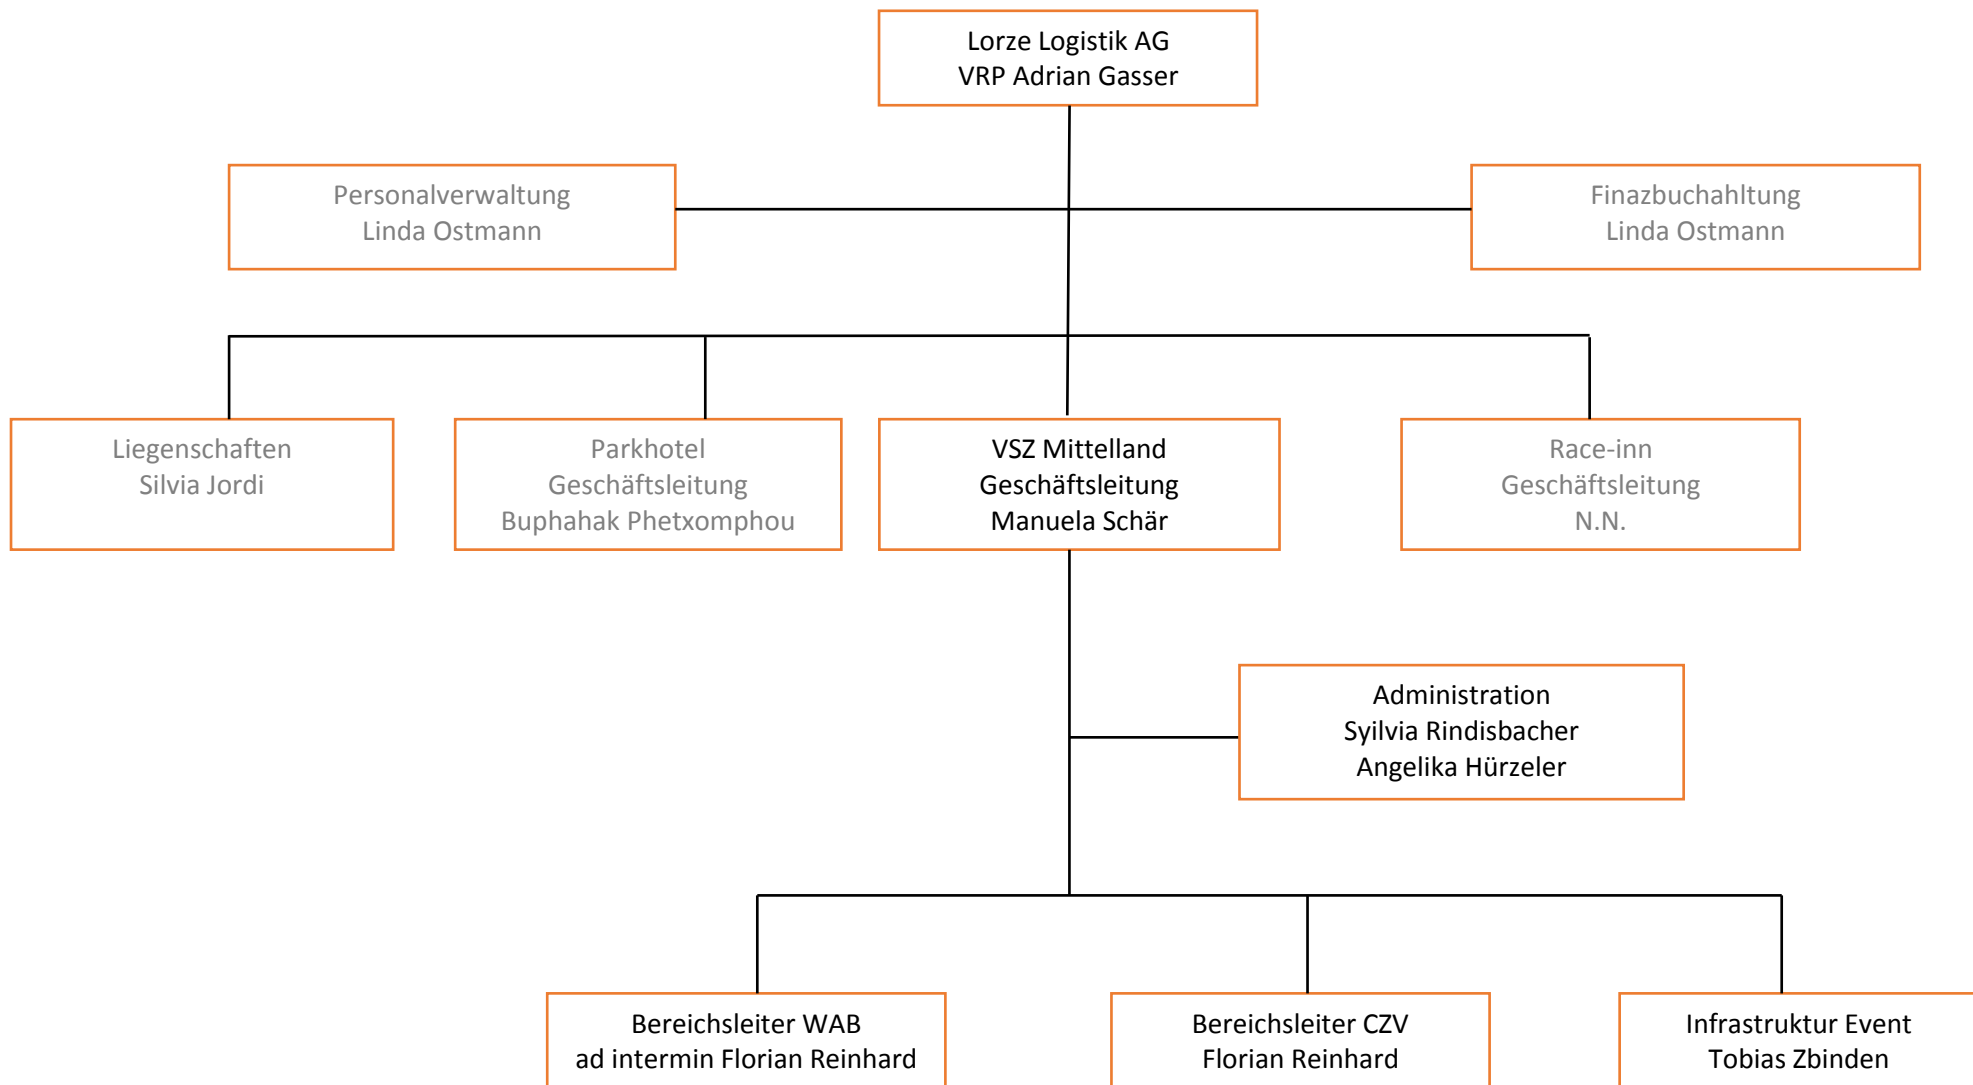 Lorze Logistik AG
VRP Adrian Gasser
Personalverwaltung
Linda Ostmann
Finazbuchahltung
Linda Ostmann
Liegenschaften
Silvia Jordi
Parkhotel
Geschäftsleitung
Buphahak Phetxomphou
VSZ Mittelland
Geschäftsleitung
Manuela Schär
Race-inn
Geschäftsleitung
N.N.
Administration
Syilvia Rindisbacher
Angelika Hürzeler
Bereichsleiter WAB
ad intermin Florian Reinhard
Bereichsleiter CZV
Florian Reinhard
Infrastruktur Event
Tobias Zbinden